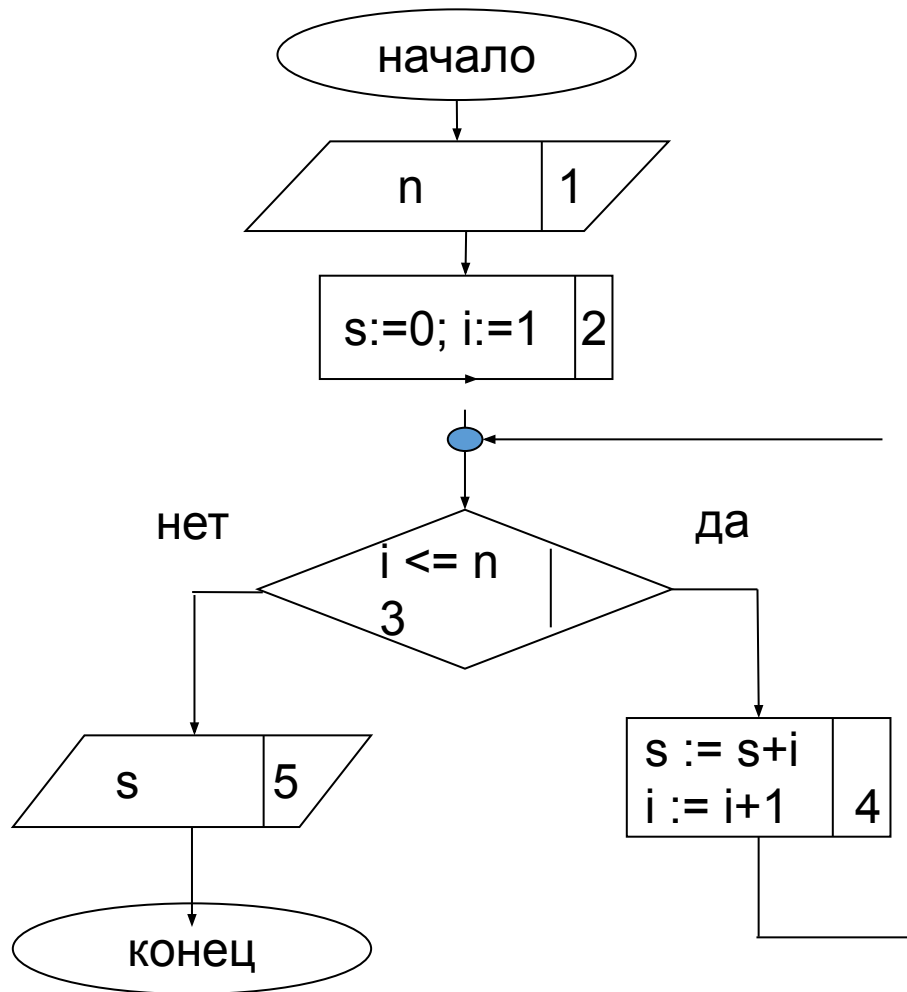 начало
n 1
s:=0; i:=1 2
нет да
i <= n
3
s := s+i
i := i+1 4
s 5
конец